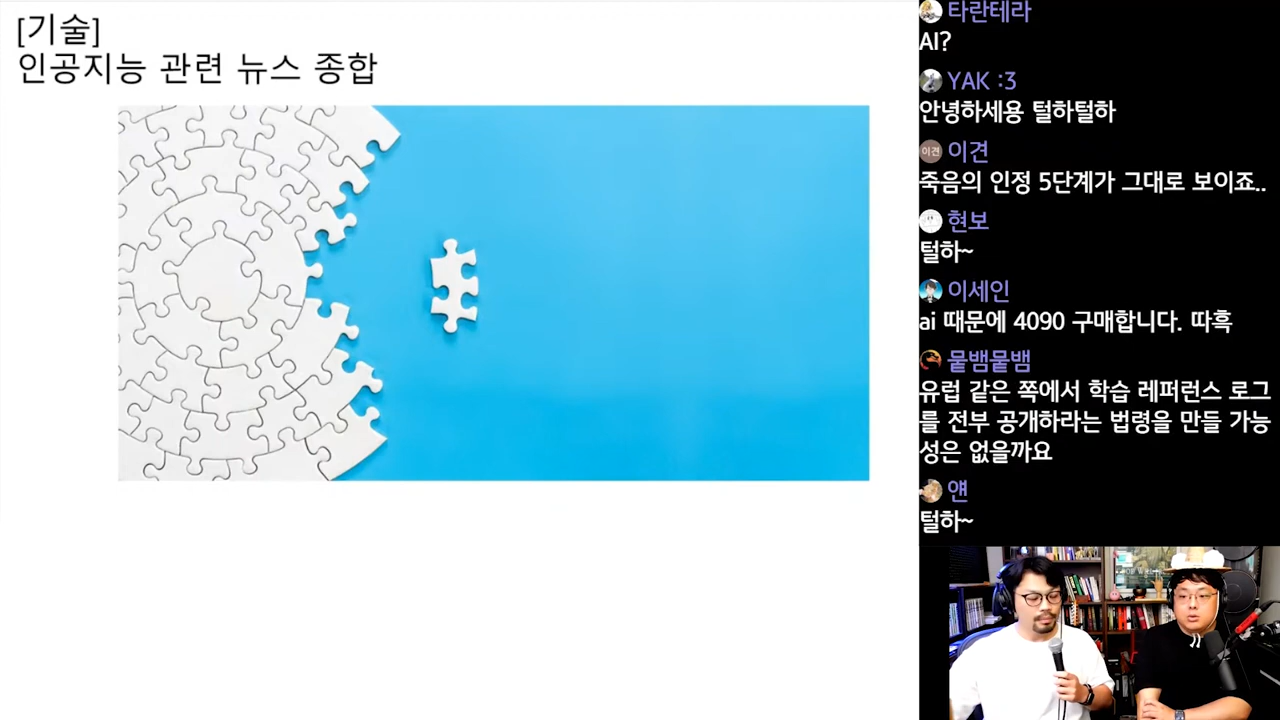 [기술]
인공지능 관련 뉴스 종합
타란테라
AI?
YAK :3
안녕하세용 털하털하
이견
이견
죽음의 인정 5단계가 그대로 보이죠..
현보
털하~
이세인
ai 때문에 4090 구매합니다. 따흑
뭍뱀뭍뱀
유럽 같은 쪽에서 학습 레퍼런스 로그
를 전부 공개하라는 법령을 만들 가능
성은 없을까요
얜
털하~